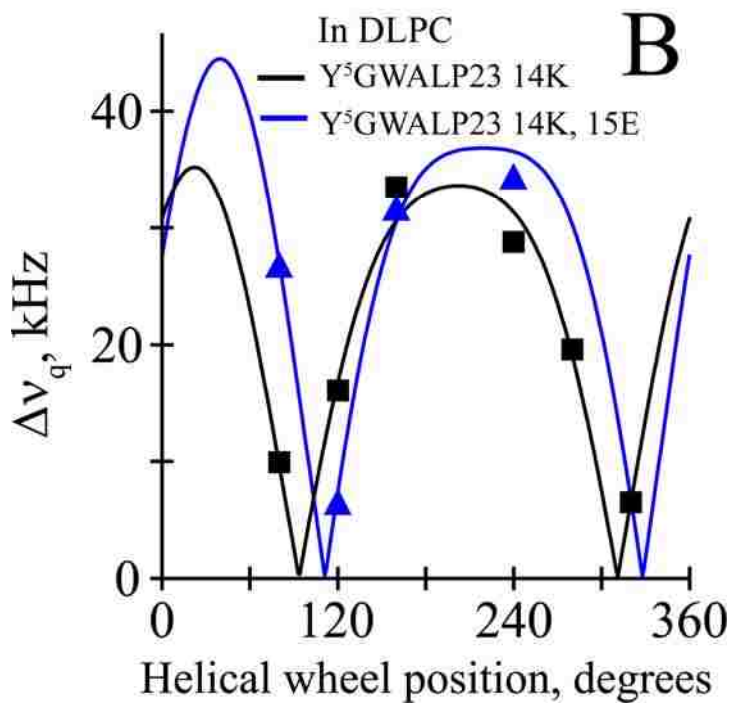 In DLPC
B
Y⁵GWALP23 14K
Y⁵GWALP23 14K, 15E
40
20
0
Δν_q, kHz
0 120 240 360
Helical wheel position, degrees